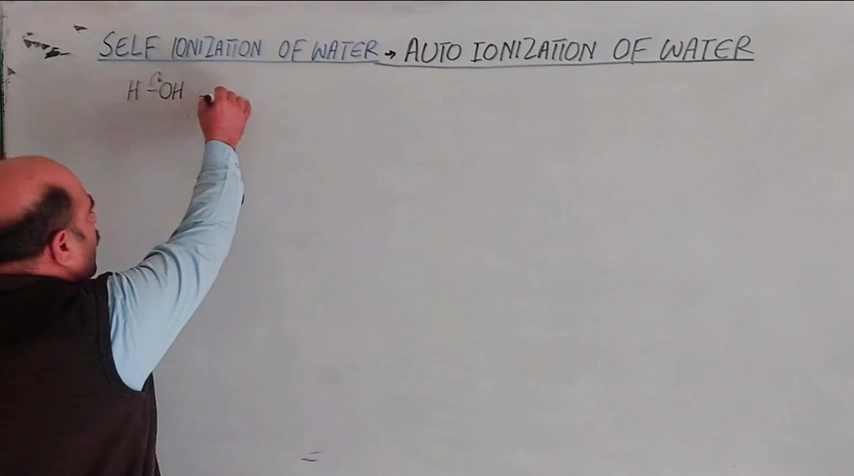 SELF IONIZATION OF WATER → AUTO IONIZATION OF WATER
H – OH